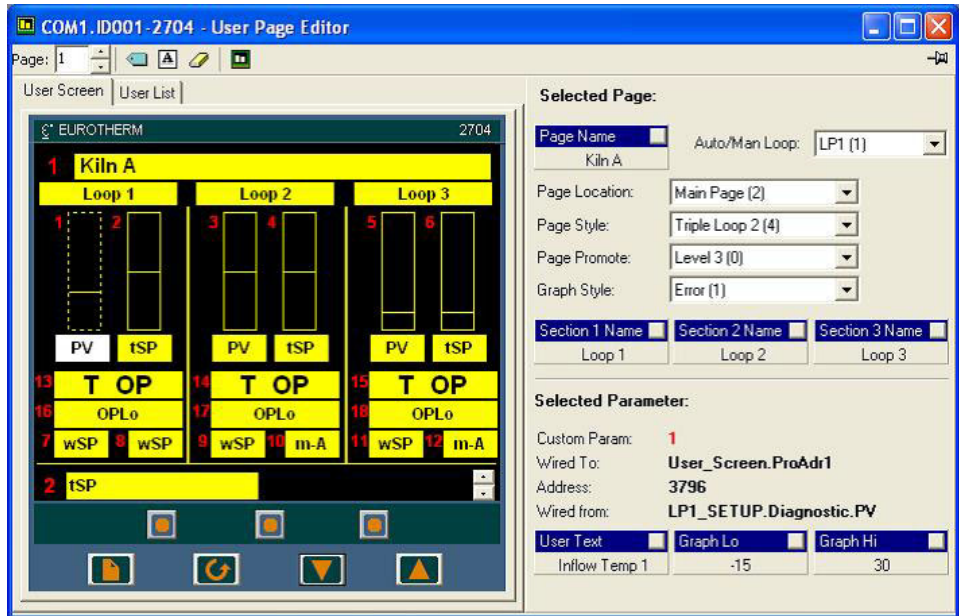 COM1.ID001-2704 - User Page Editor
Page: 1 A
User Screen User List
EUROTHERM 2704
1 Kiln A
Loop 1 Loop 2 Loop 3
1 2 3 4 5 6
PV tSP PV tSP PV tSP
13 T OP 14 T OP 15 T OP
16 OPLo 17 OPLo 18 OPLo
7 wSP 8 wSP 9 wSP 10 m-A 11 wSP 12 m-A
2 tSP
Selected Page:
Page Name
Kiln A
Auto/Man Loop: LP1 (1)
Page Location: Main Page (2)
Page Style: Triple Loop 2 (4)
Page Promote: Level 3 (0)
Graph Style: Error (1)
Section 1 Name Section 2 Name Section 3 Name
Loop 1 Loop 2 Loop 3
Selected Parameter:
Custom Param: 1
Wired To: User_Screen.ProAdr1
Address: 3796
Wired from: LP1_SETUP.Diagnostic.PV
User Text Graph Lo Graph Hi
Inflow Temp 1 -15 30